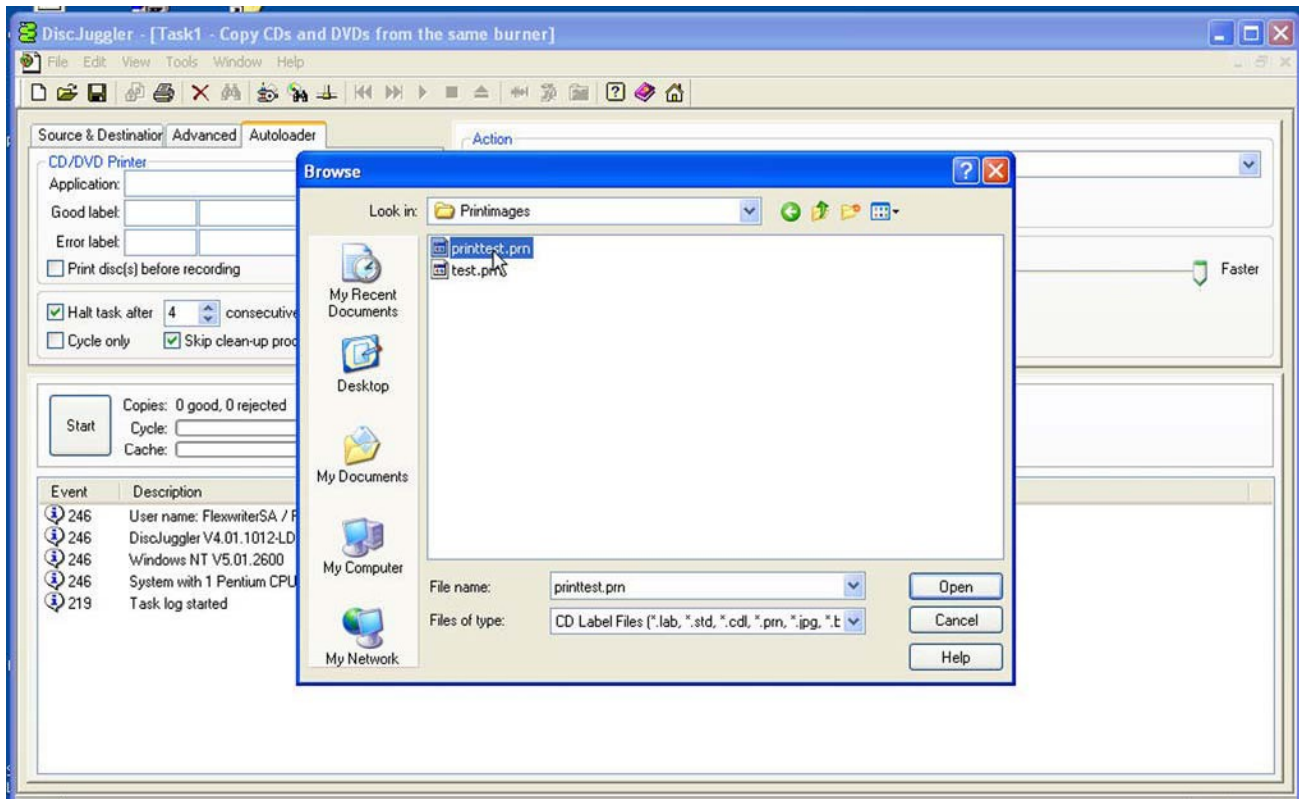 DiscJuggler - [Task1 - Copy CDs and DVDs from the same burner]
File Edit View Tools Window Help
Source & Destination Advanced Autoloader
CD/DVD Printer
Application:
Good label:
Error label:
Print disc(s) before recording
Halt task after 4 consecutive
Cycle only Skip clean-up proc
Action
Faster
Start
Copies: 0 good, 0 rejected
Cycle:
Cache:
Event Description
246 User name: FlexwriterSA / F
246 DiscJuggler V4.01.1012-LD
246 Windows NT V5.01.2600
246 System with 1 Pentium CPU
219 Task log started
Browse
Look in: Printimages
My Recent
Documents
Desktop
My Documents
My Computer
My Network
printtest.prn
test.prn
File name: printtest.prn Open
Files of type: CD Label Files (*.lab, *.std, *.cdl, *.prn, *.jpg, *.t Cancel
Help